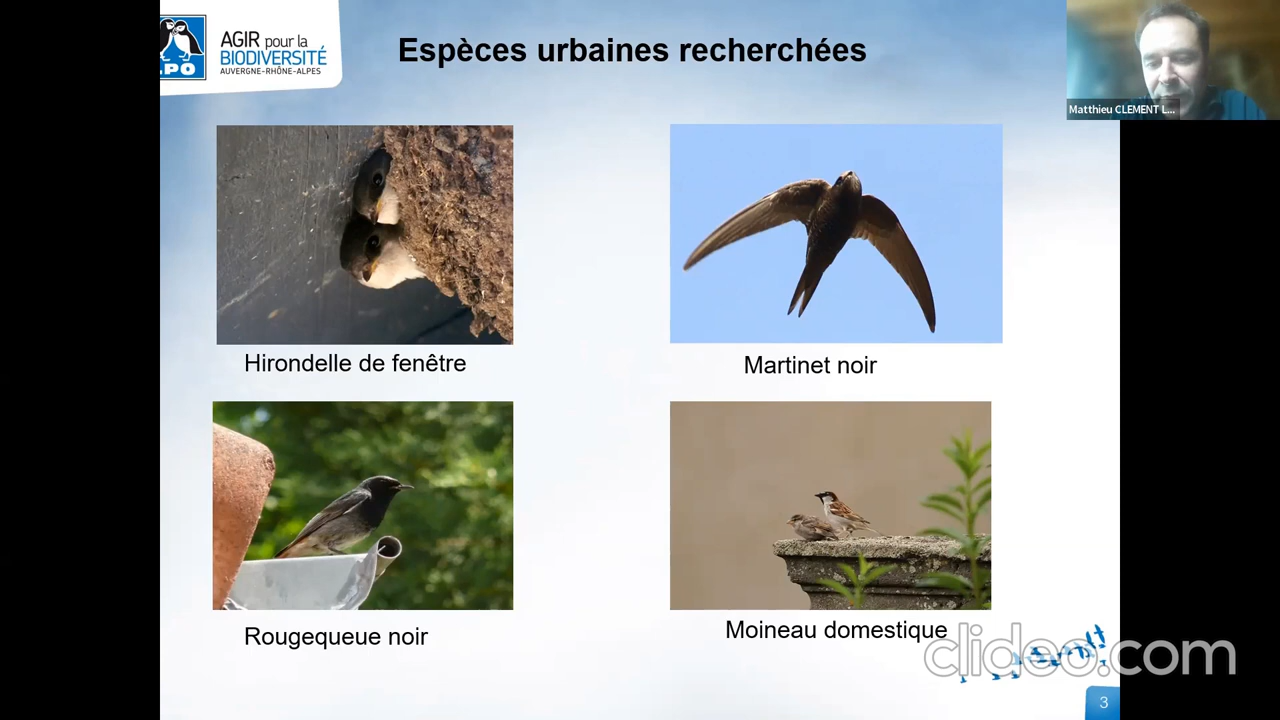 LPO
AGIR pour la
BIODIVERSITÉ
AUVERGNE-RHÔNE-ALPES
Espèces urbaines recherchées
Matthieu CLEMENT L...
Hirondelle de fenêtre
Martinet noir
Rougequeue noir
Moineau domestique
clideo.com
3